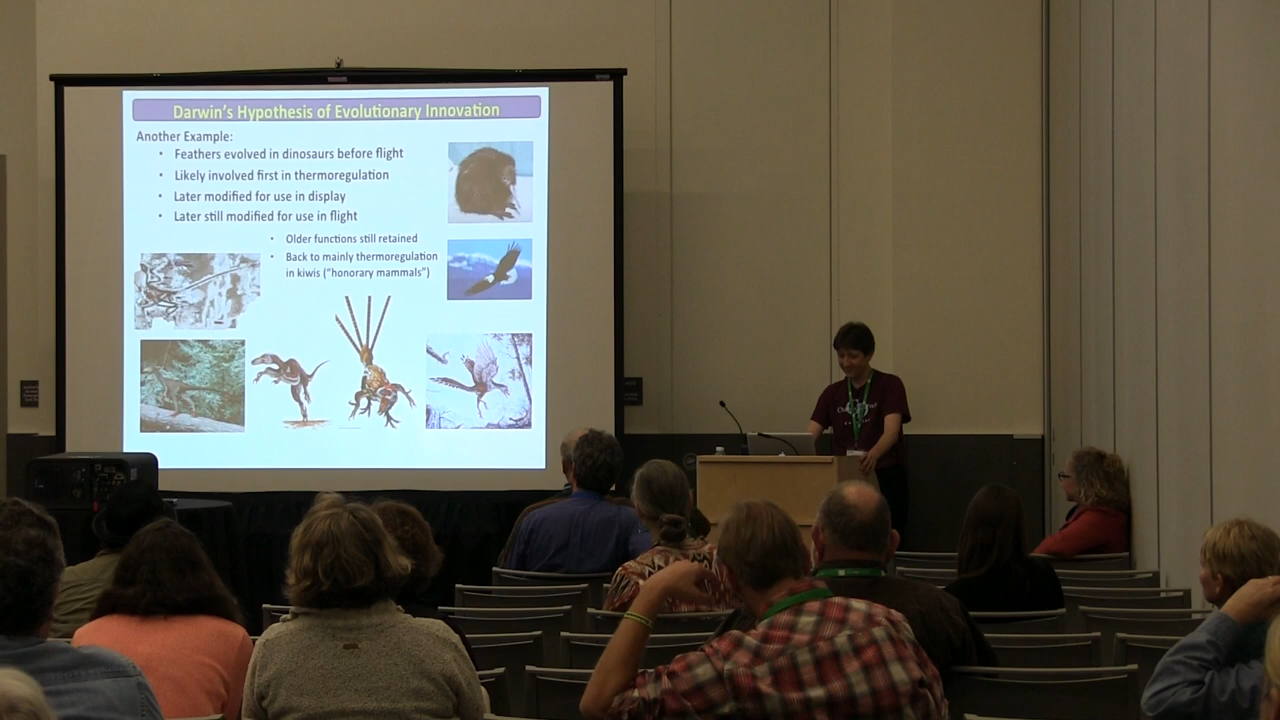 Darwin's Hypothesis of Evolutionary Innovation
Another Example:
• Feathers evolved in dinosaurs before flight
• Likely involved first in thermoregulation
• Later modified for use in display
• Later still modified for use in flight
• Older functions still retained
• Back to mainly thermoregulation
in kiwis ("honorary mammals")